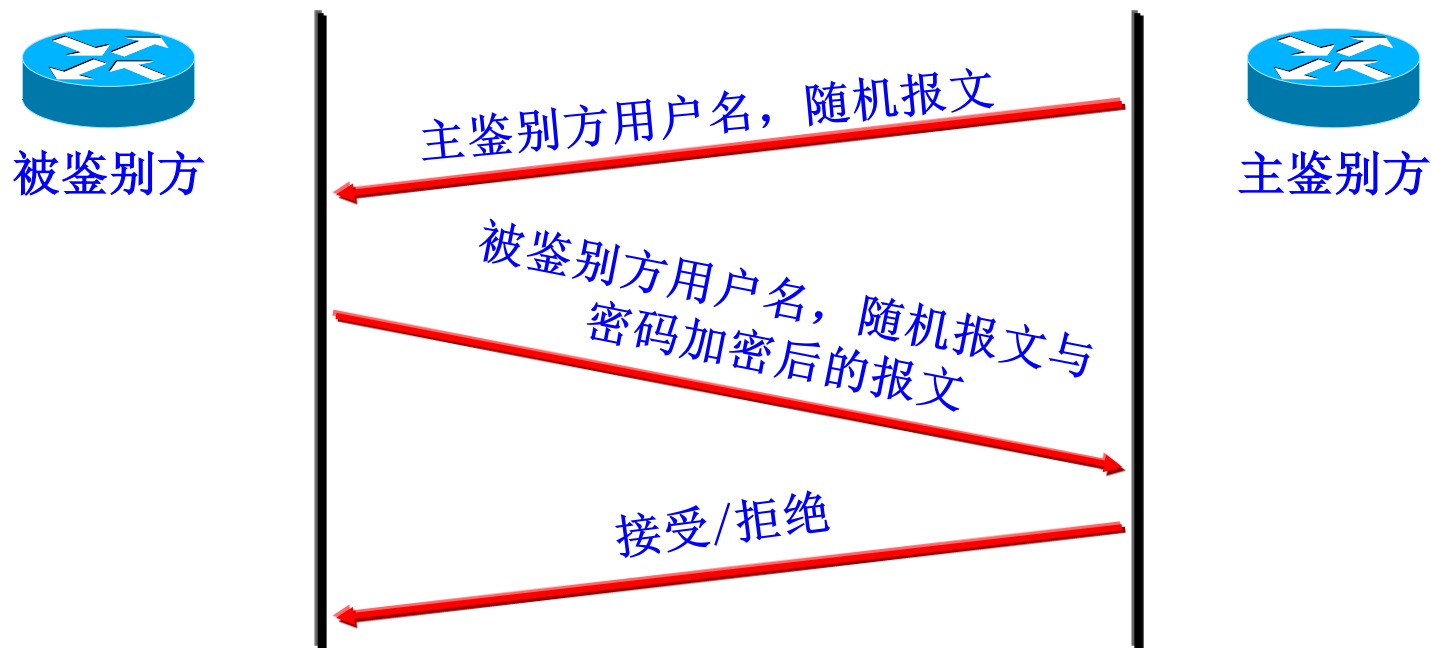 被鉴别方
主鉴别方
主鉴别方用户名，随机报文
被鉴别方用户名，随机报文与
密码加密后的报文
接受/拒绝